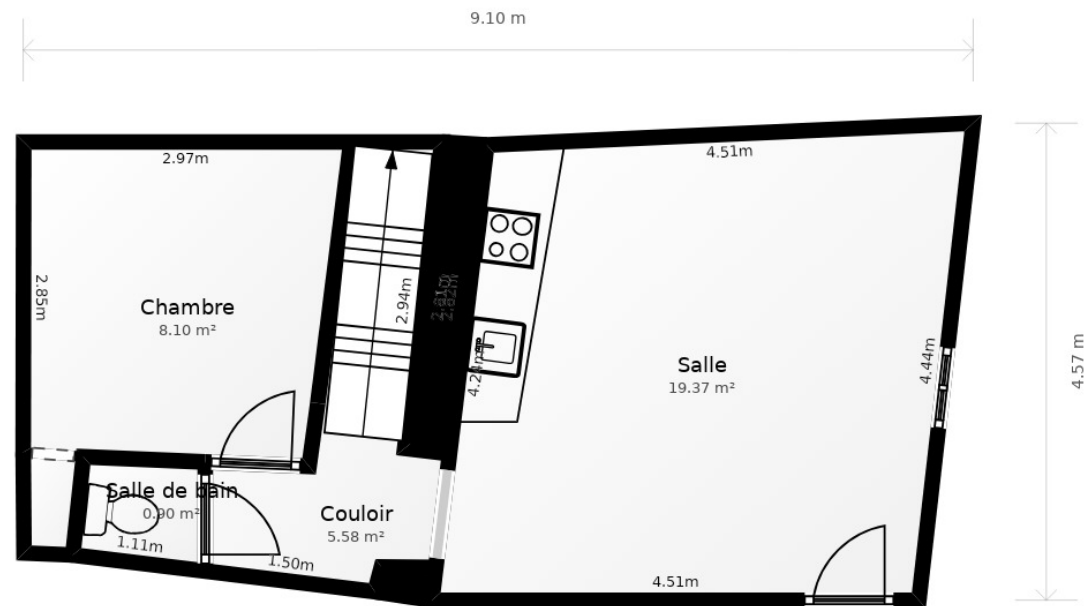 9.10 m
2.97m
4.51m
2.85m
2.94m
Chambre
8.10 m²
4.44m
4.57 m
Salle
19.37 m²
Salle de bain
0.90 m²
1.11m
Couloir
5.58 m²
1.50m
4.51m